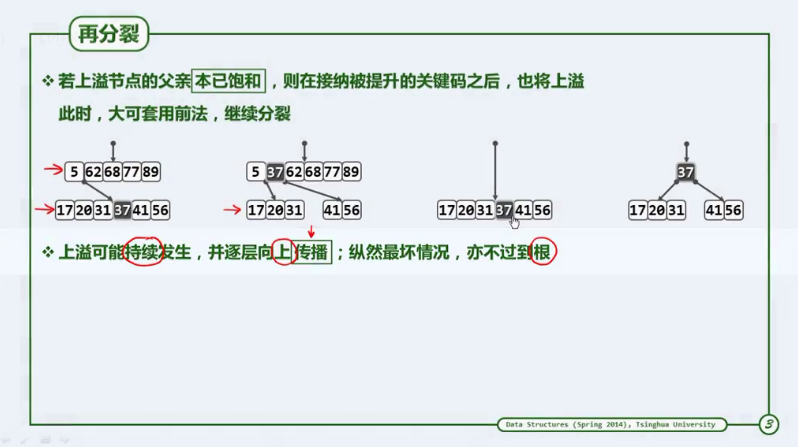 再分裂
❖ 若上溢节点的父亲本已饱和，则在接纳被提升的关键码之后，也将上溢
此时，大可套用前法，继续分裂
5 62 68 77 89
5 37 62 68 77 89
37
17 20 31 37 41 56
17 20 31
41 56
17 20 31 37 41 56
17 20 31
41 56
❖ 上溢可能持续发生，并逐层向上传播；纵然最坏情况，亦不过到根
Data Structures (Spring 2014), Tsinghua University
3